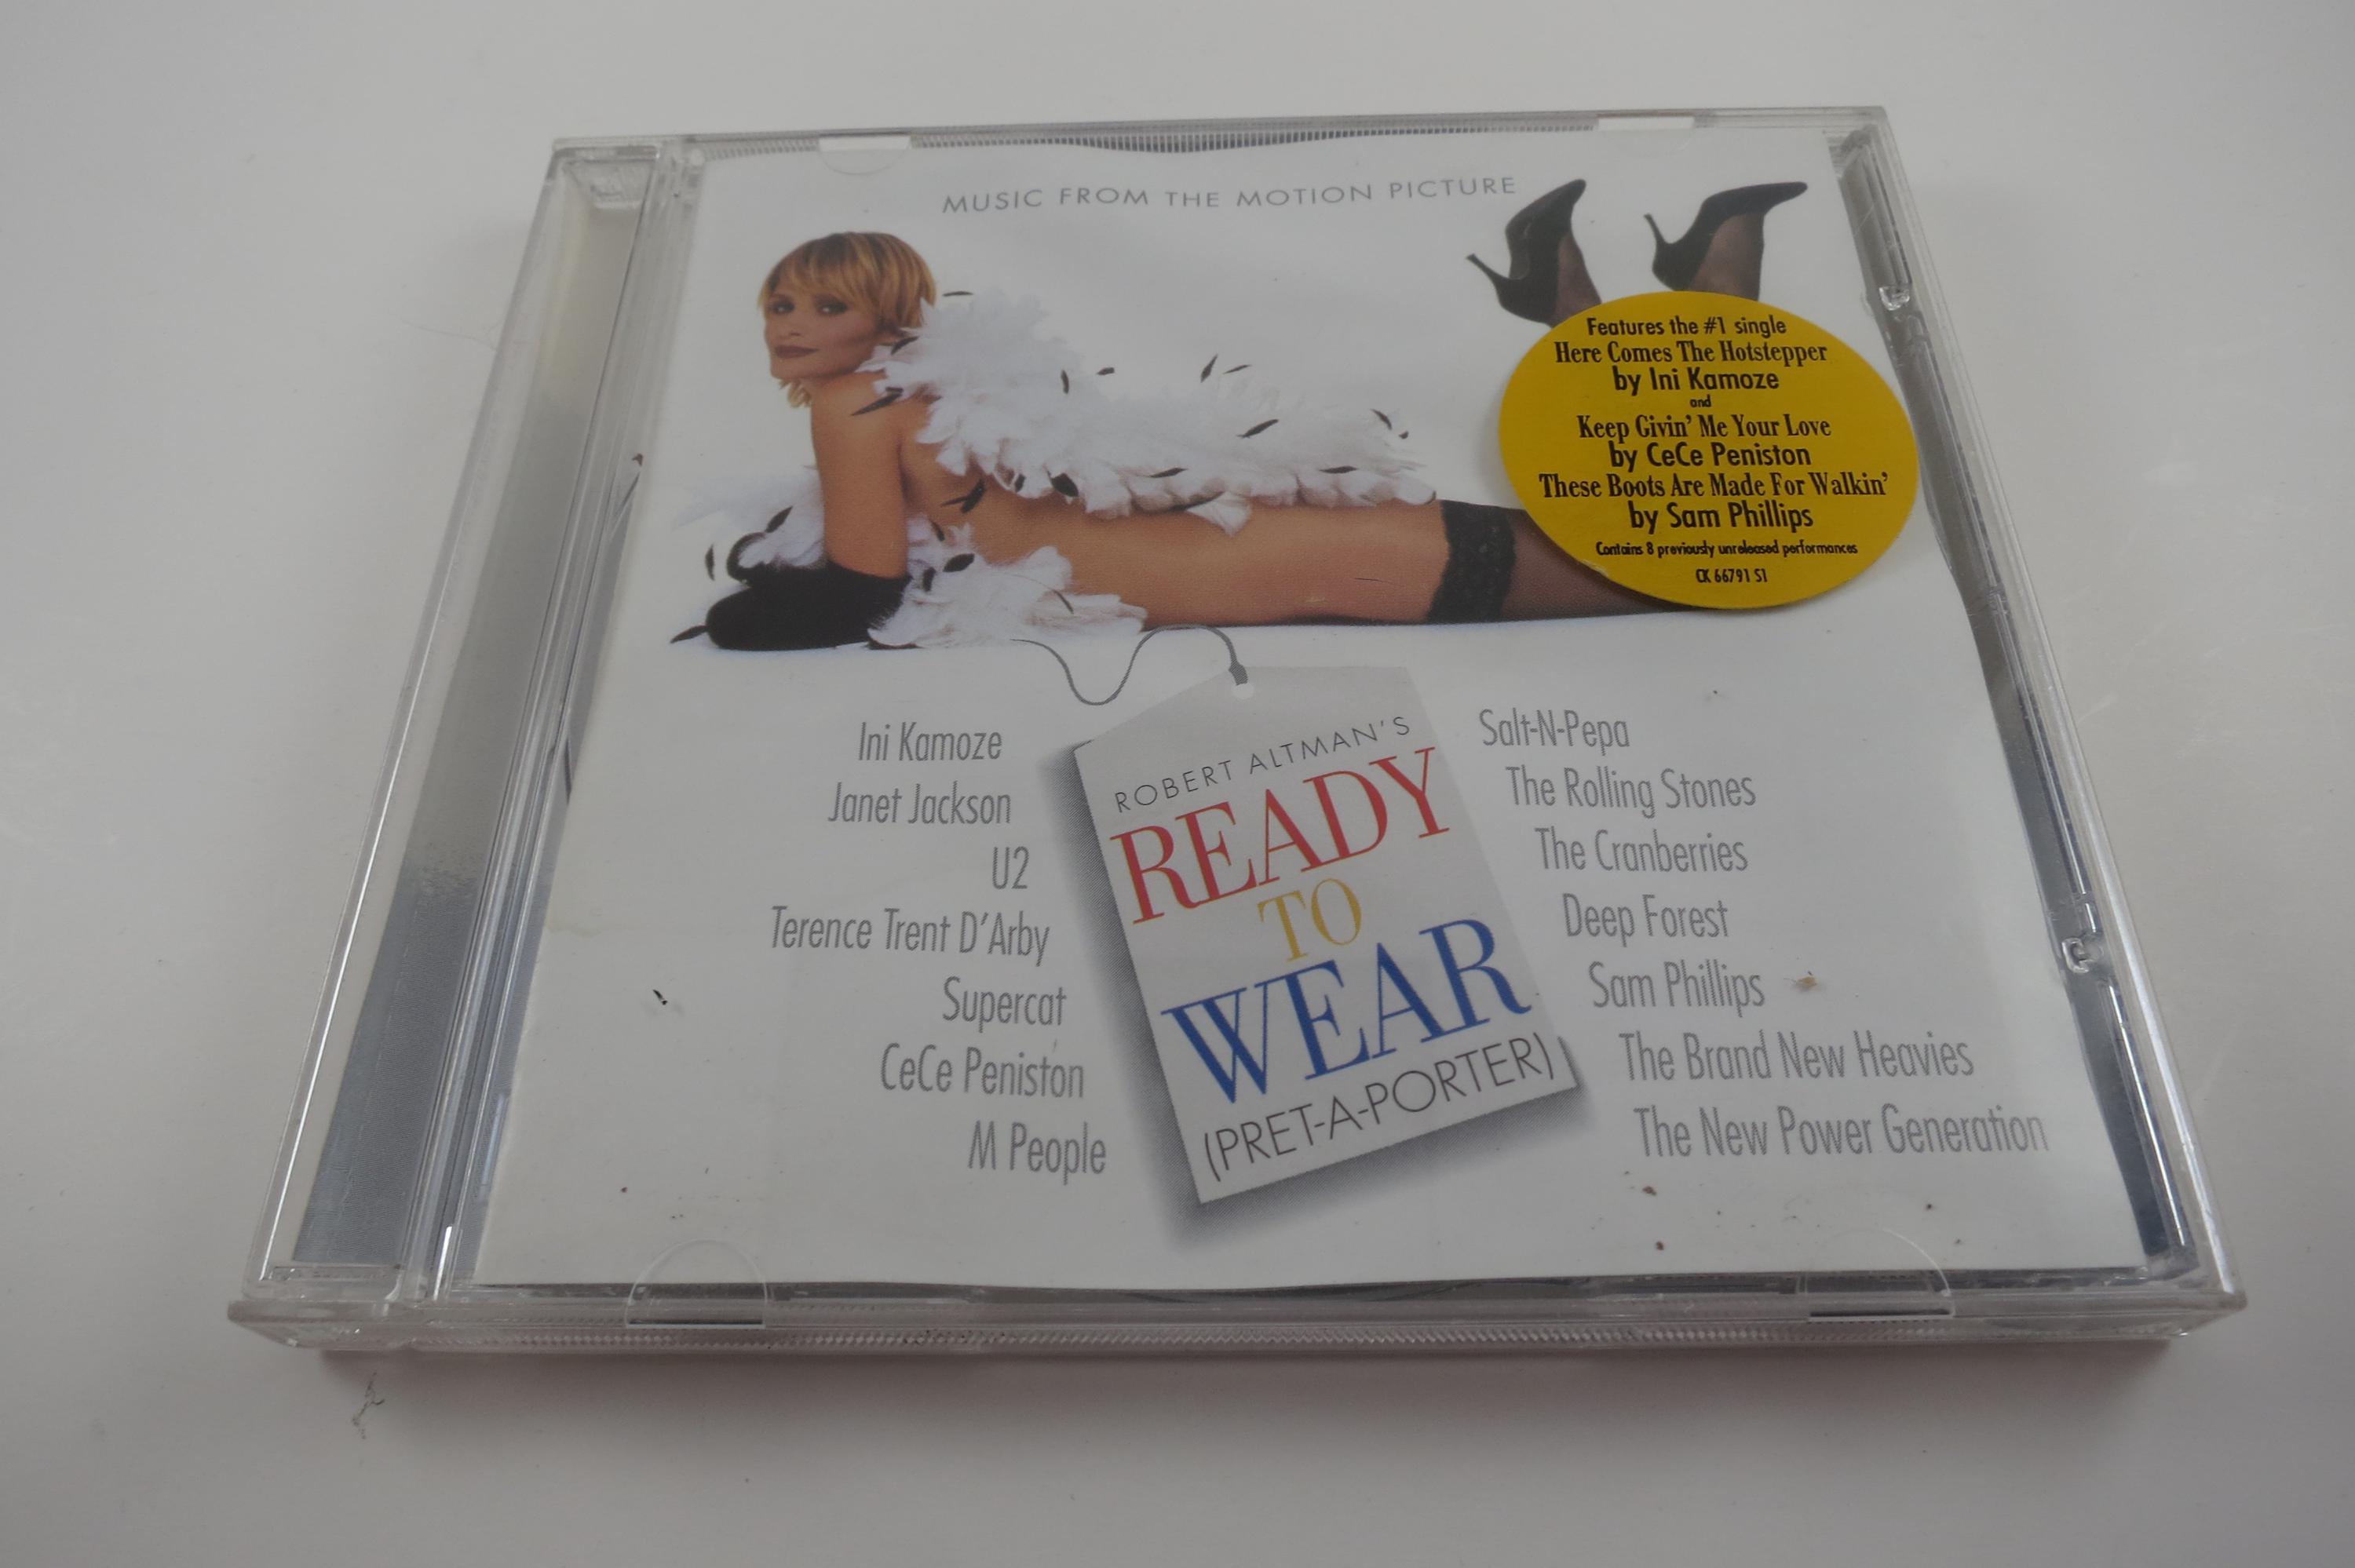 MUSIC FROM THE MOTION PICTURE
Features the #1 single
Here Comes The Hotstepper
by Ini Kamoze
and
Keep Givin' Me Your Love
by CeCe Peniston
These Boots Are Made For Walkin'
by Sam Phillips
Contains 8 previously unreleased performances
CK 66791 S1
Ini Kamoze
Janet Jackson
U2
Terence Trent D'Arby
Supercat
CeCe Peniston
M People
ROBERT ALTMAN'S
READY
TO
WEAR
(PRET-A-PORTER)
Salt-N-Pepa
The Rolling Stones
The Cranberries
Deep Forest
Sam Phillips
The Brand New Heavies
The New Power Generation